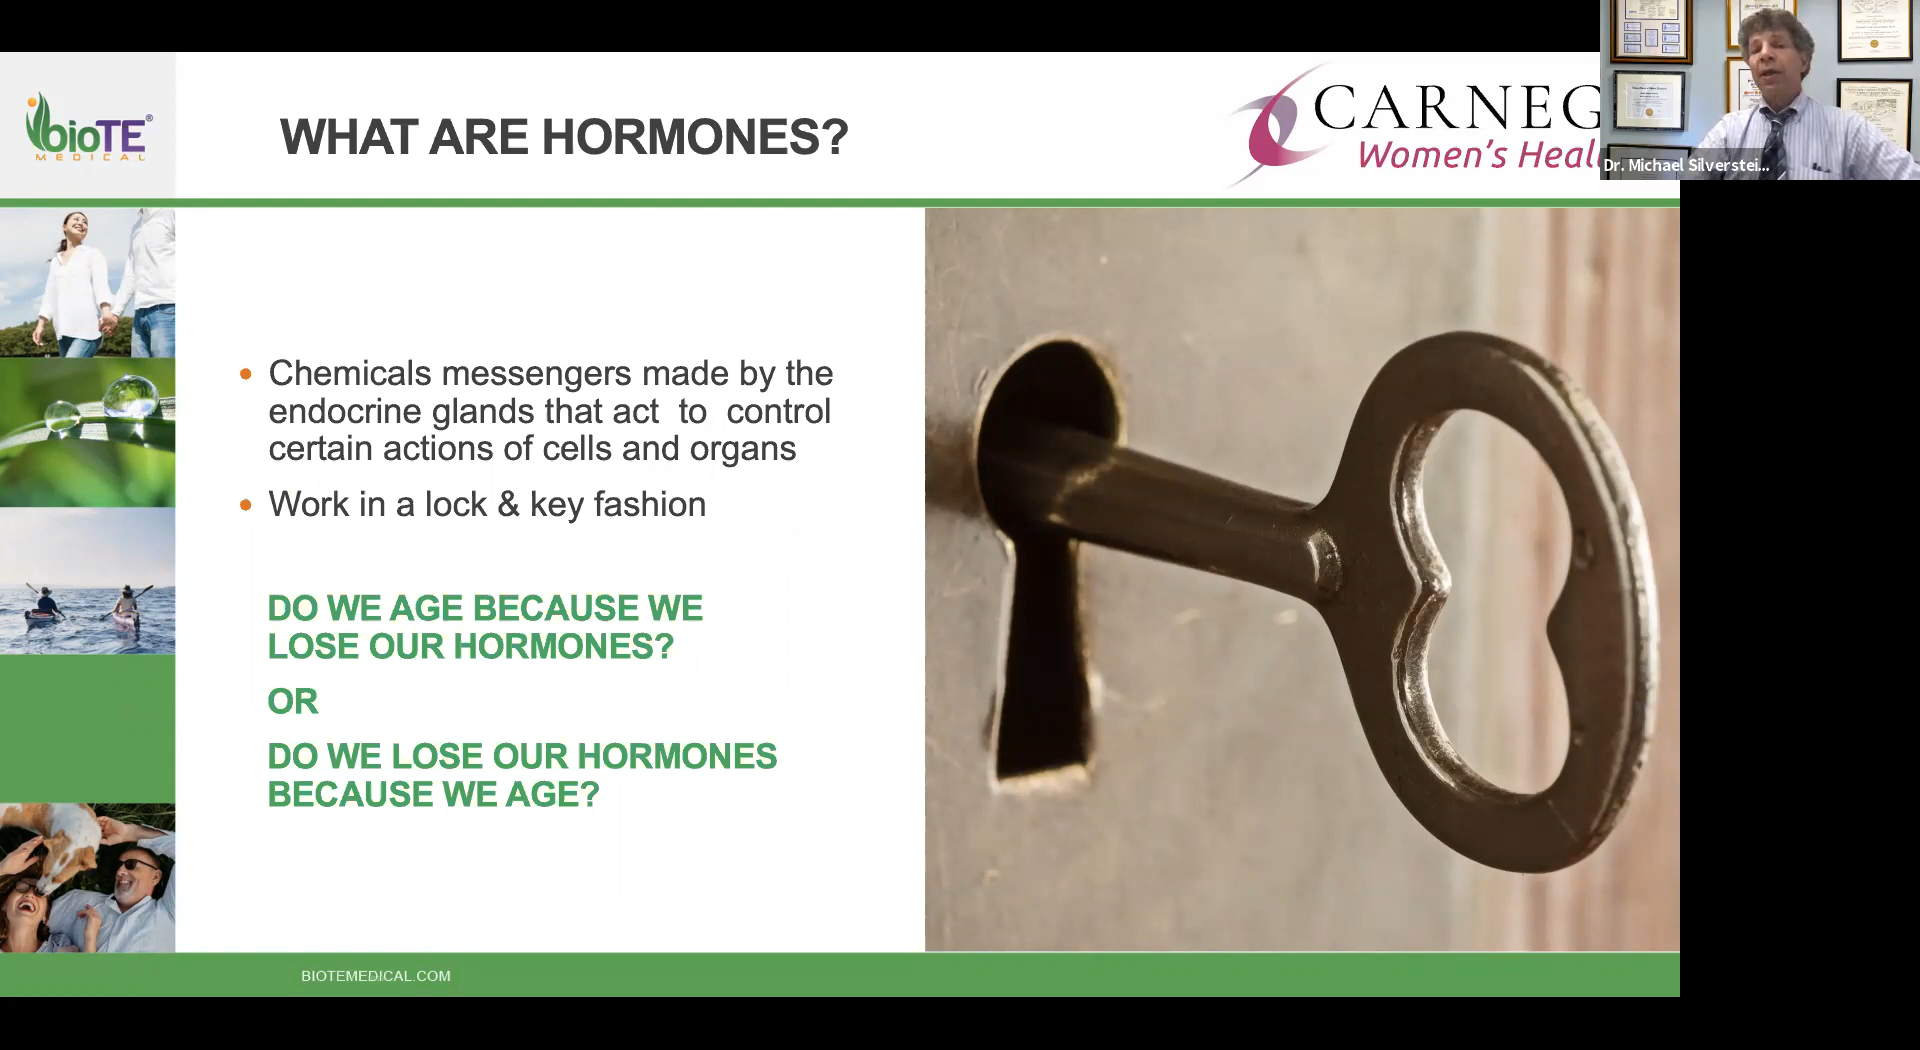 bioTE®
MEDICAL
WHAT ARE HORMONES?
CARNEG
Women's Heal
Dr. Michael Silverstei...
• Chemicals messengers made by the
endocrine glands that act to control
certain actions of cells and organs
• Work in a lock & key fashion
DO WE AGE BECAUSE WE
LOSE OUR HORMONES?
OR
DO WE LOSE OUR HORMONES
BECAUSE WE AGE?
BIOTEMEDICAL.COM